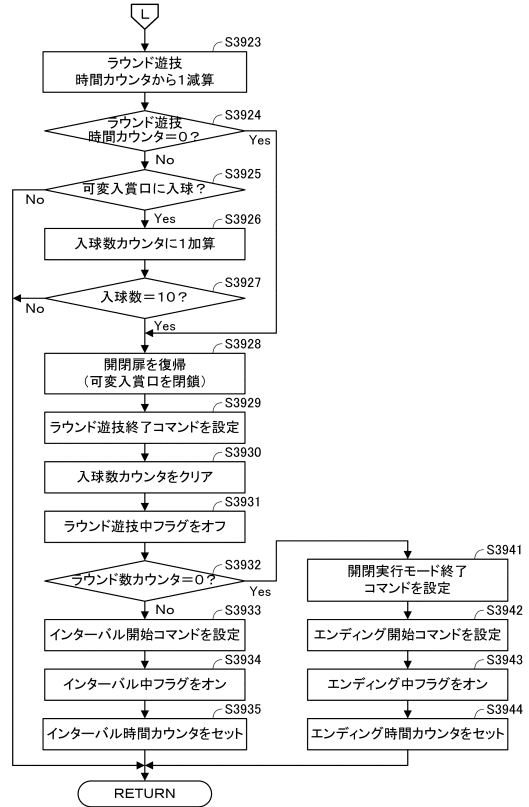 L
S3923
ラウンド遊技
時間カウンタから1減算
S3924
ラウンド遊技
時間カウンタ=0?
Yes
No
S3925
可変入賞口に入球?
No
Yes
S3926
入球数カウンタに1加算
S3927
入球数=10?
No
Yes
S3928
開閉扉を復帰
(可変入賞口を閉鎖)
S3929
ラウンド遊技終了コマンドを設定
S3930
入球数カウンタをクリア
S3931
ラウンド遊技中フラグをオフ
S3932
ラウンド数カウンタ=0?
Yes
No
S3933
インターバル開始コマンドを設定
S3934
インターバル中フラグをオン
S3935
インターバル時間カウンタをセット
S3941
開閉実行モード終了
コマンドを設定
S3942
エンディング開始コマンドを設定
S3943
エンディング中フラグをオン
S3944
エンディング時間カウンタをセット
RETURN